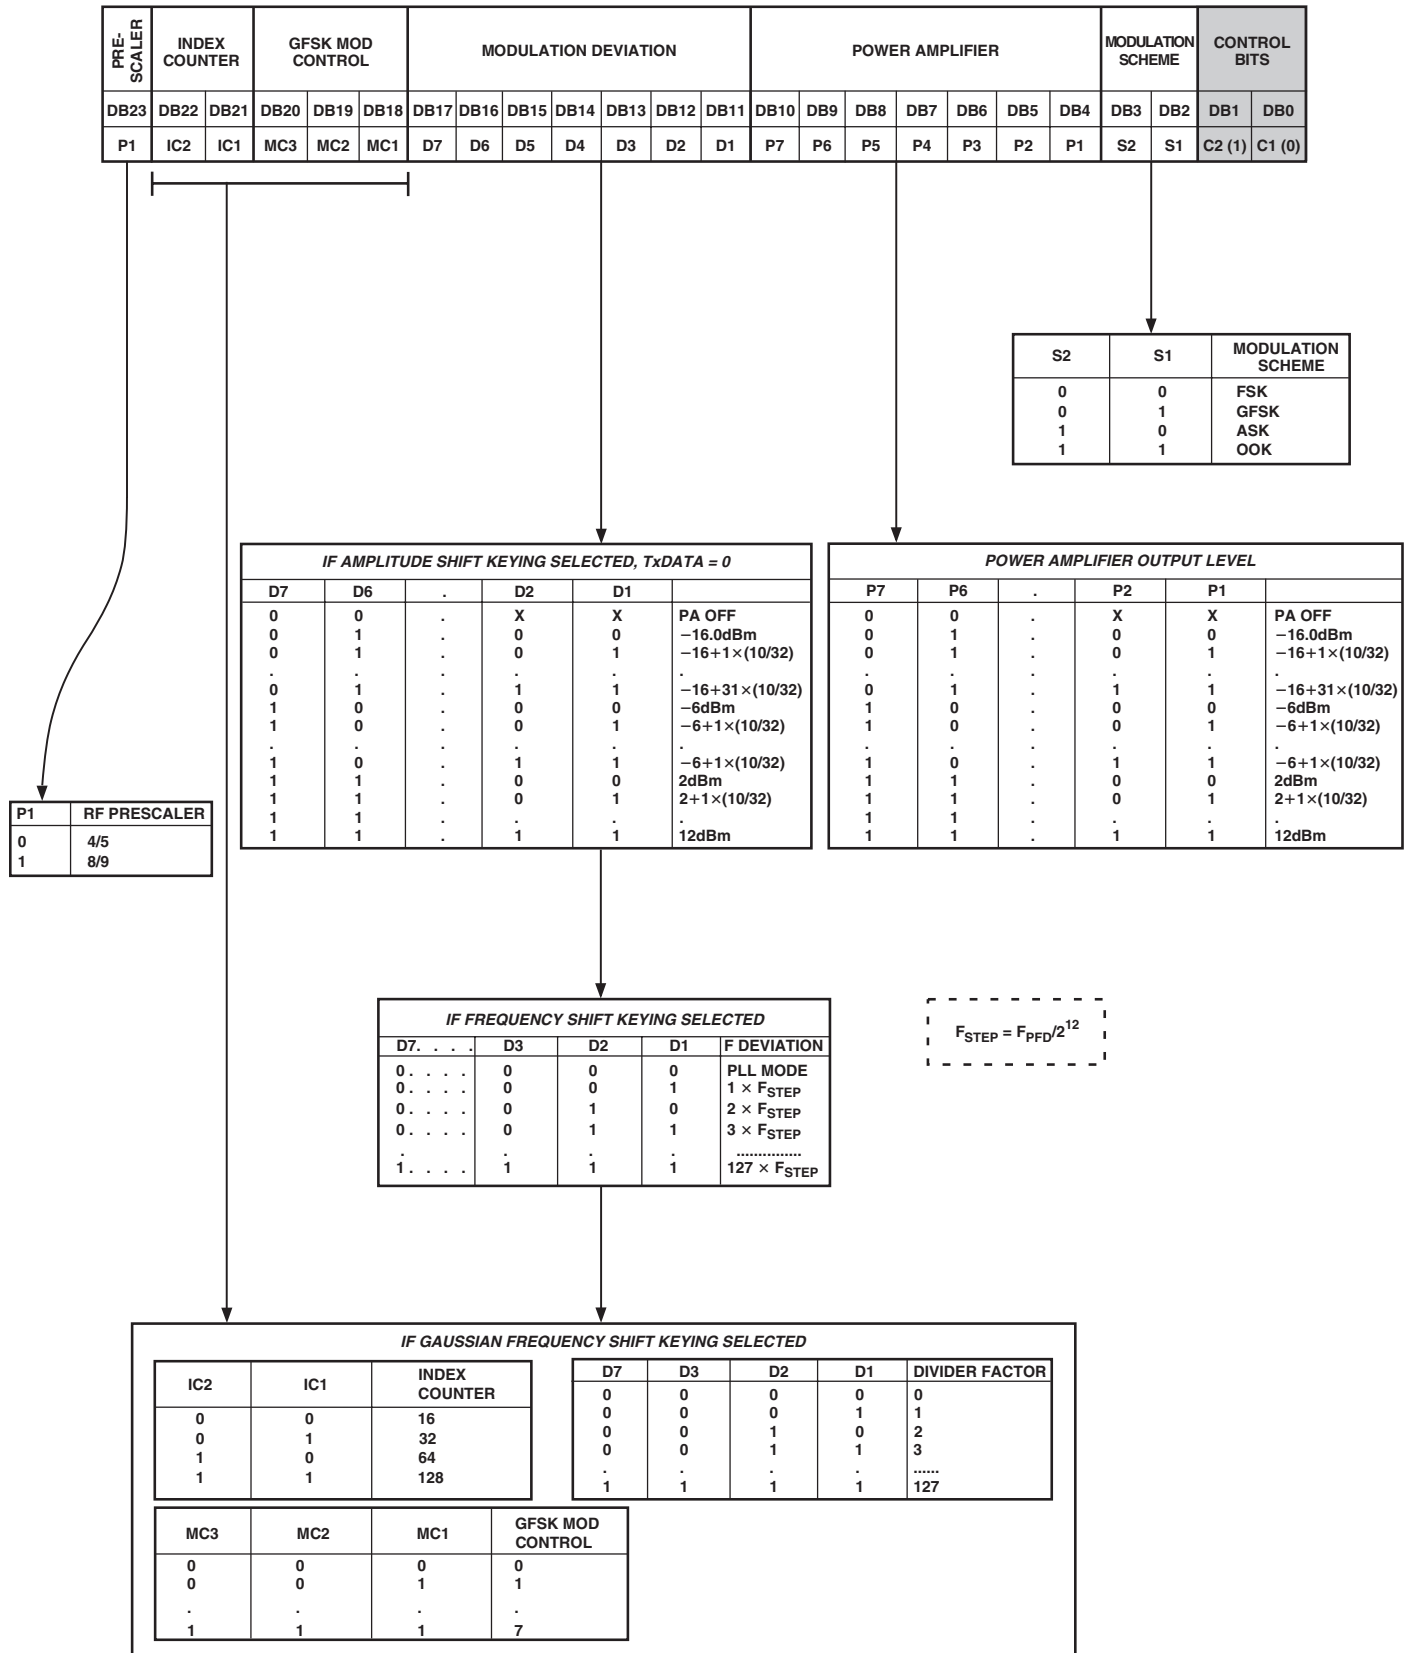 PRE-
SCALER
INDEX
COUNTER
GFSK MOD
CONTROL
MODULATION DEVIATION
POWER AMPLIFIER
MODULATION
SCHEME
CONTROL
BITS
DB23 DB22 DB21 DB20 DB19 DB18 DB17 DB16 DB15 DB14 DB13 DB12 DB11 DB10 DB9 DB8 DB7 DB6 DB5 DB4 DB3 DB2 DB1 DB0
P1 IC2 IC1 MC3 MC2 MC1 D7 D6 D5 D4 D3 D2 D1 P7 P6 P5 P4 P3 P2 P1 S2 S1 C2 (1) C1 (0)
S2 S1 MODULATION
SCHEME
0 0 FSK
0 1 GFSK
1 0 ASK
1 1 OOK
IF AMPLITUDE SHIFT KEYING SELECTED, TxDATA = 0
D7 D6 . D2 D1
0 0 . X X PA OFF
0 1 . 0 0 −16.0dBm
0 1 . 0 1 −16+1×(10/32)
. . . . . .
0 1 . 1 1 −16+31×(10/32)
1 0 . 0 0 −6dBm
1 0 . 0 1 −6+1×(10/32)
. . . . . .
1 0 . 1 1 −6+1×(10/32)
1 1 . 0 0 2dBm
1 1 . 0 1 2+1×(10/32)
1 1 . . . .
1 1 . 1 1 12dBm
POWER AMPLIFIER OUTPUT LEVEL
P7 P6 . P2 P1
0 0 . X X PA OFF
0 1 . 0 0 −16.0dBm
0 1 . 0 1 −16+1×(10/32)
. . . . . .
0 1 . 1 1 −16+31×(10/32)
1 0 . 0 0 −6dBm
1 0 . 0 1 −6+1×(10/32)
. . . . . .
1 0 . 1 1 −6+1×(10/32)
1 1 . 0 0 2dBm
1 1 . 0 1 2+1×(10/32)
1 1 . . . .
1 1 . 1 1 12dBm
P1 RF PRESCALER
0 4/5
1 8/9
IF FREQUENCY SHIFT KEYING SELECTED
D7. . . . D3 D2 D1 F DEVIATION
0. . . . 0 0 0 PLL MODE
0. . . . 0 0 1 1 × FSTEP
0. . . . 0 1 0 2 × FSTEP
0. . . . 0 1 1 3 × FSTEP
. . . . ...............
1. . . . 1 1 1 127 × FSTEP
FSTEP = FPFD/2^12
IF GAUSSIAN FREQUENCY SHIFT KEYING SELECTED
IC2 IC1 INDEX
COUNTER
0 0 16
0 1 32
1 0 64
1 1 128
D7 D3 D2 D1 DIVIDER FACTOR
0 0 0 0 0
0 0 0 1 1
0 0 1 0 2
0 0 1 1 3
. . . . ......
1 1 1 1 127
MC3 MC2 MC1 GFSK MOD
CONTROL
0 0 0 0
0 0 1 1
. . . .
1 1 1 7